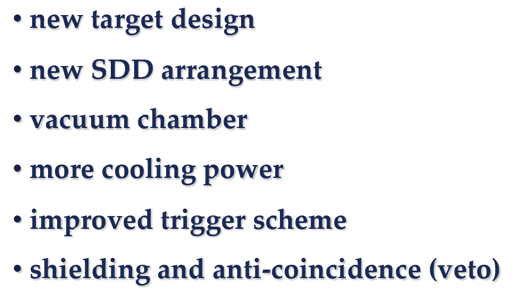 • new target design
• new SDD arrangement
• vacuum chamber
• more cooling power
• improved trigger scheme
• shielding and anti-coincidence (veto)